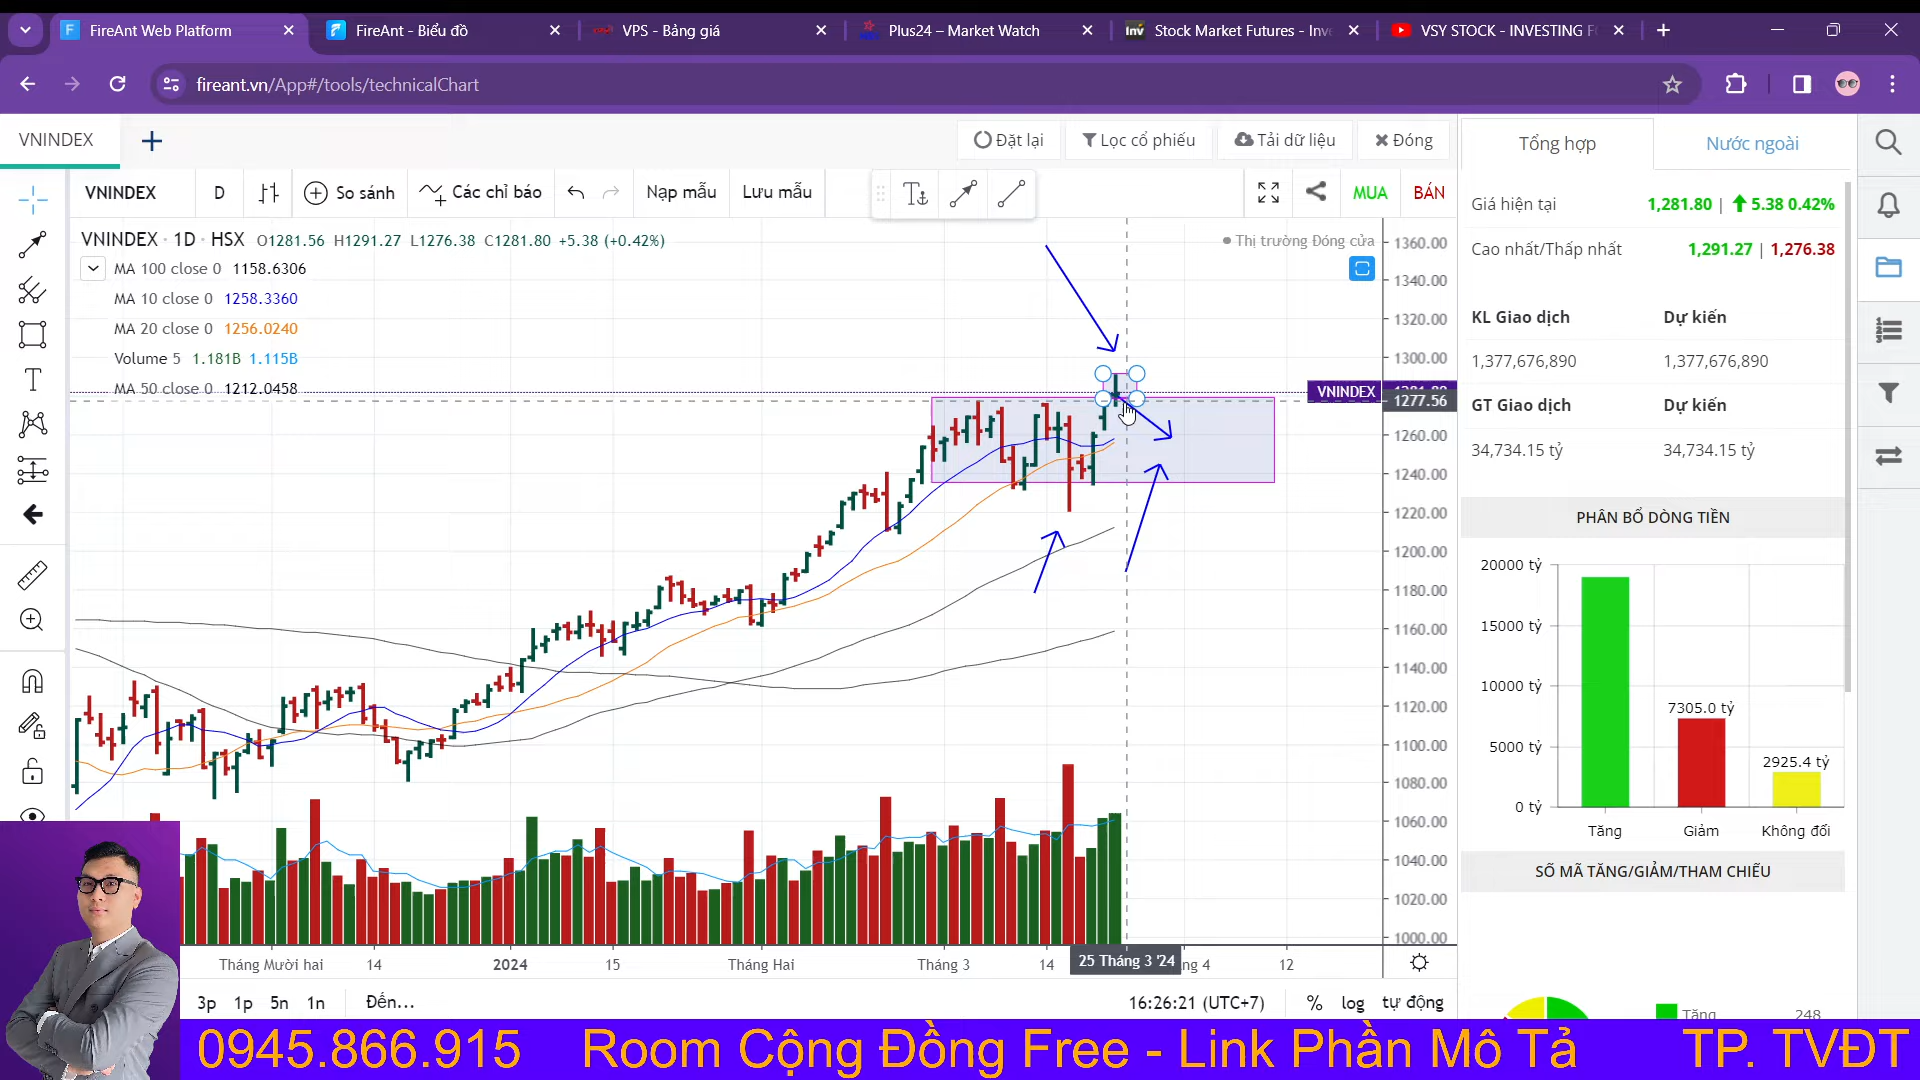 FireAnt Web Platform
FireAnt - Biểu đồ
VPS - Bảng giá
Plus24 – Market Watch
Stock Market Futures - Inve
VSY STOCK - INVESTING F
fireant.vn/App#/tools/technicalChart
VNINDEX
Đặt lại
Lọc cổ phiếu
Tải dữ liệu
Đóng
Tổng hợp
Nước ngoài
VNINDEX
D
So sánh
Các chỉ báo
Nạp mẫu
Lưu mẫu
MUA
BÁN
VNINDEX · 1D · HSX O1281.56 H1291.27 L1276.38 C1281.80 +5.38 (+0.42%)
Thị trường Đóng cửa
MA 100 close 0 1158.6306
MA 10 close 0 1258.3360
MA 20 close 0 1256.0240
Volume 5 1.181B 1.115B
MA 50 close 0 1212.0458
1360.00
1340.00
1320.00
1300.00
VNINDEX
1277.56
1260.00
1240.00
1220.00
1200.00
1180.00
1160.00
1140.00
1120.00
1100.00
1080.00
1060.00
1040.00
1020.00
1000.00
Tháng Mười hai
14
2024
15
Tháng Hai
Tháng 3
14
25 Tháng 3 '24
ng 4
12
3p
1p
5n
1n
Đến...
16:26:21 (UTC+7)
%
log
tự động
Giá hiện tại
1,281.80 | 5.38 0.42%
Cao nhất/Thấp nhất
1,291.27 | 1,276.38
KL Giao dịch
Dự kiến
1,377,676,890
1,377,676,890
GT Giao dịch
Dự kiến
34,734.15 tỷ
34,734.15 tỷ
PHÂN BỔ DÒNG TIỀN
20000 tỷ
15000 tỷ
10000 tỷ
5000 tỷ
0 tỷ
7305.0 tỷ
2925.4 tỷ
Tăng
Giảm
Không đổi
SỐ MÃ TĂNG/GIẢM/THAM CHIẾU
Tăng
248
0945.866.915
Room Cộng Đồng Free - Link Phần Mô Tả
TP. TVĐT